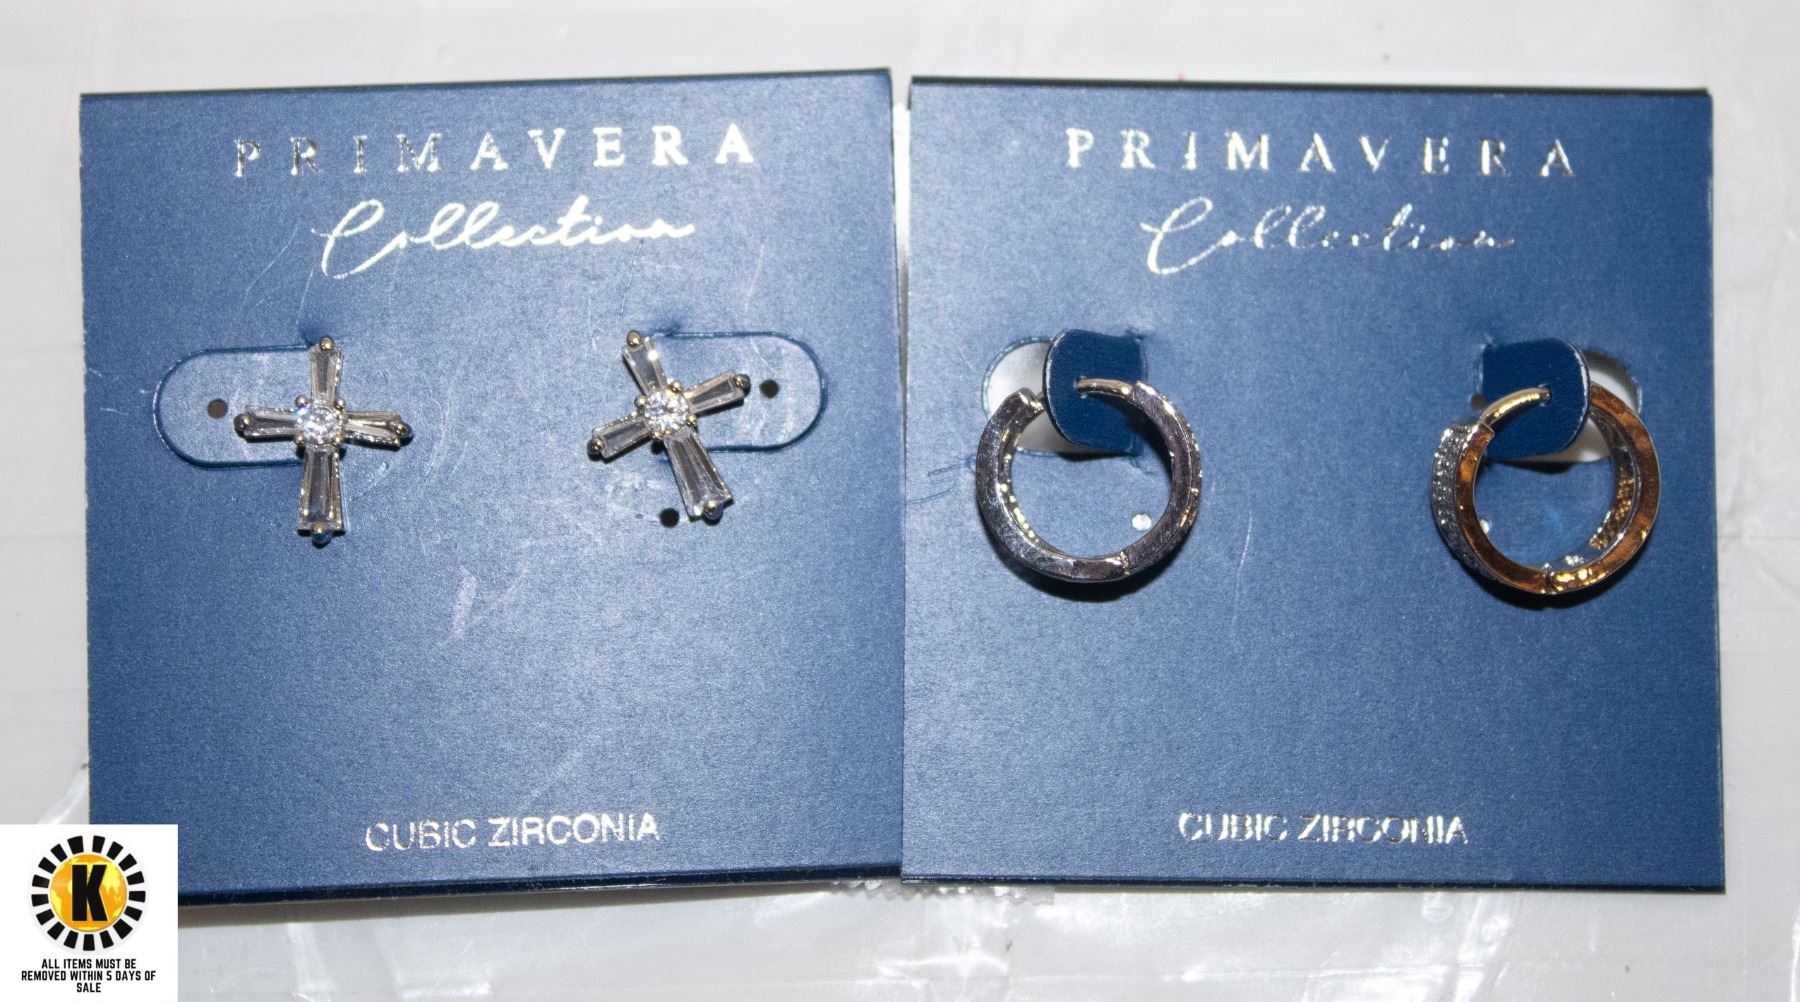 PRIMAVERA
Collection
CUBIC ZIRCONIA
PRIMAVERA
Collection
CUBIC ZIRCONIA
K
ALL ITEMS MUST BE
REMOVED WITHIN 5 DAYS OF
SALE